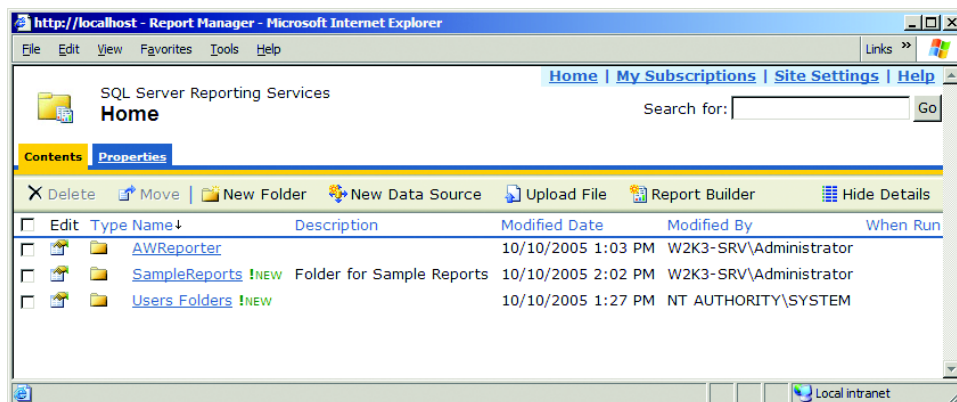 http://localhost - Report Manager - Microsoft Internet Explorer
File Edit View Favorites Tools Help Links »
Home | My Subscriptions | Site Settings | Help
SQL Server Reporting Services
Home
Search for: Go
Contents Properties
Delete Move | New Folder New Data Source Upload File Report Builder Hide Details
Edit Type Name↓ Description Modified Date Modified By When Run
AWReporter 10/10/2005 1:03 PM W2K3-SRV\Administrator
SampleReports !NEW Folder for Sample Reports 10/10/2005 2:02 PM W2K3-SRV\Administrator
Users Folders !NEW 10/10/2005 1:27 PM NT AUTHORITY\SYSTEM
Local intranet